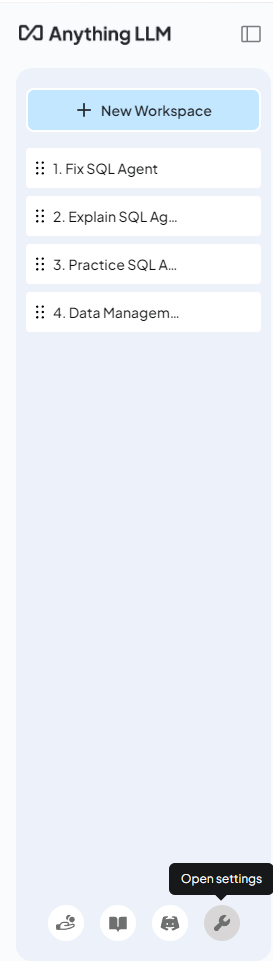 Anything LLM
+ New Workspace
1. Fix SQL Agent
2. Explain SQL Ag...
3. Practice SQL A...
4. Data Managem...
Open settings